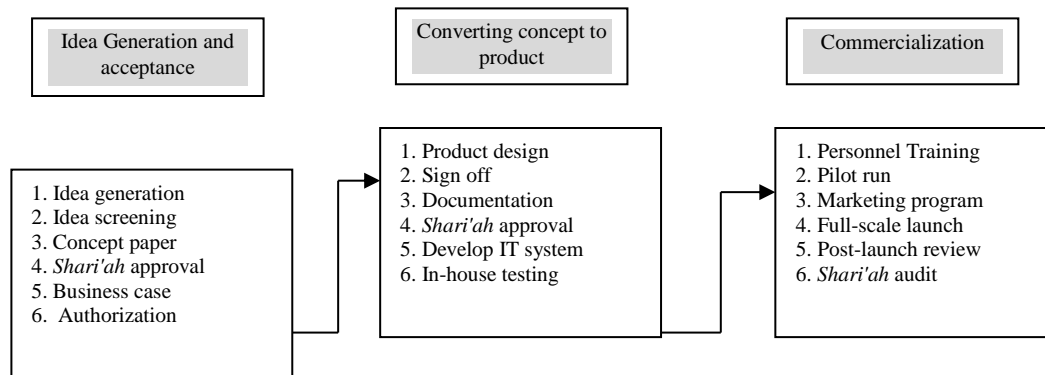 Idea Generation and
acceptance
Converting concept to
product
Commercialization
1. Idea generation
2. Idea screening
3. Concept paper
4. Shari'ah approval
5. Business case
6. Authorization
1. Product design
2. Sign off
3. Documentation
4. Shari'ah approval
5. Develop IT system
6. In-house testing
1. Personnel Training
2. Pilot run
3. Marketing program
4. Full-scale launch
5. Post-launch review
6. Shari'ah audit